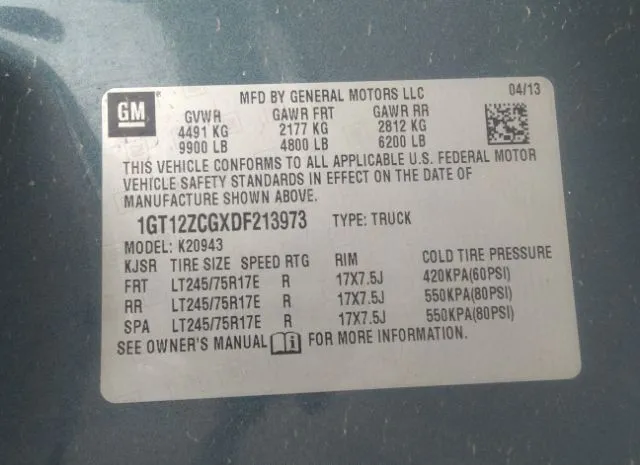 GM
MFD BY GENERAL MOTORS LLC 04/13
GVWR GAWR FRT GAWR RR
4491 KG 2177 KG 2812 KG
9900 LB 4800 LB 6200 LB
THIS VEHICLE CONFORMS TO ALL APPLICABLE U.S. FEDERAL MOTOR
VEHICLE SAFETY STANDARDS IN EFFECT ON THE DATE OF
MANUFACTURE SHOWN ABOVE.
1GT12ZCGXDF213973 TYPE: TRUCK
MODEL: K20943
KJSR TIRE SIZE SPEED RTG RIM COLD TIRE PRESSURE
FRT LT245/75R17E R 17X7.5J 420KPA(60PSI)
RR LT245/75R17E R 17X7.5J 550KPA(80PSI)
SPA LT245/75R17E R 17X7.5J 550KPA(80PSI)
SEE OWNER'S MANUAL FOR MORE INFORMATION.